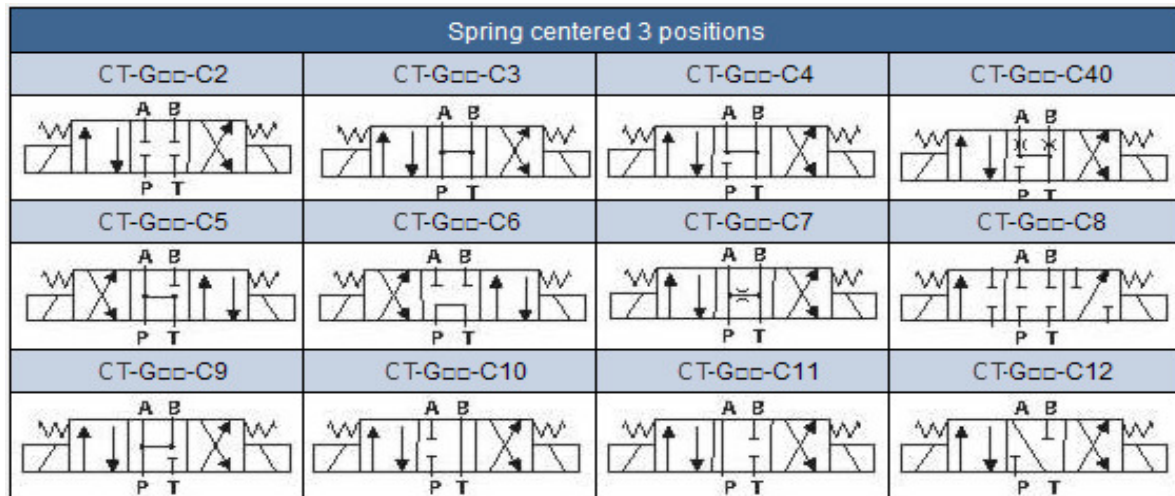 Spring centered 3 positions
CT-G□□-C2 CT-G□□-C3 CT-G□□-C4 CT-G□□-C40
A B A B A B A B
P T P T P T P T
CT-G□□-C5 CT-G□□-C6 CT-G□□-C7 CT-G□□-C8
A B A B A B A B
P T P T P T P T
CT-G□□-C9 CT-G□□-C10 CT-G□□-C11 CT-G□□-C12
A B A B A B A B
P T P T P T P T